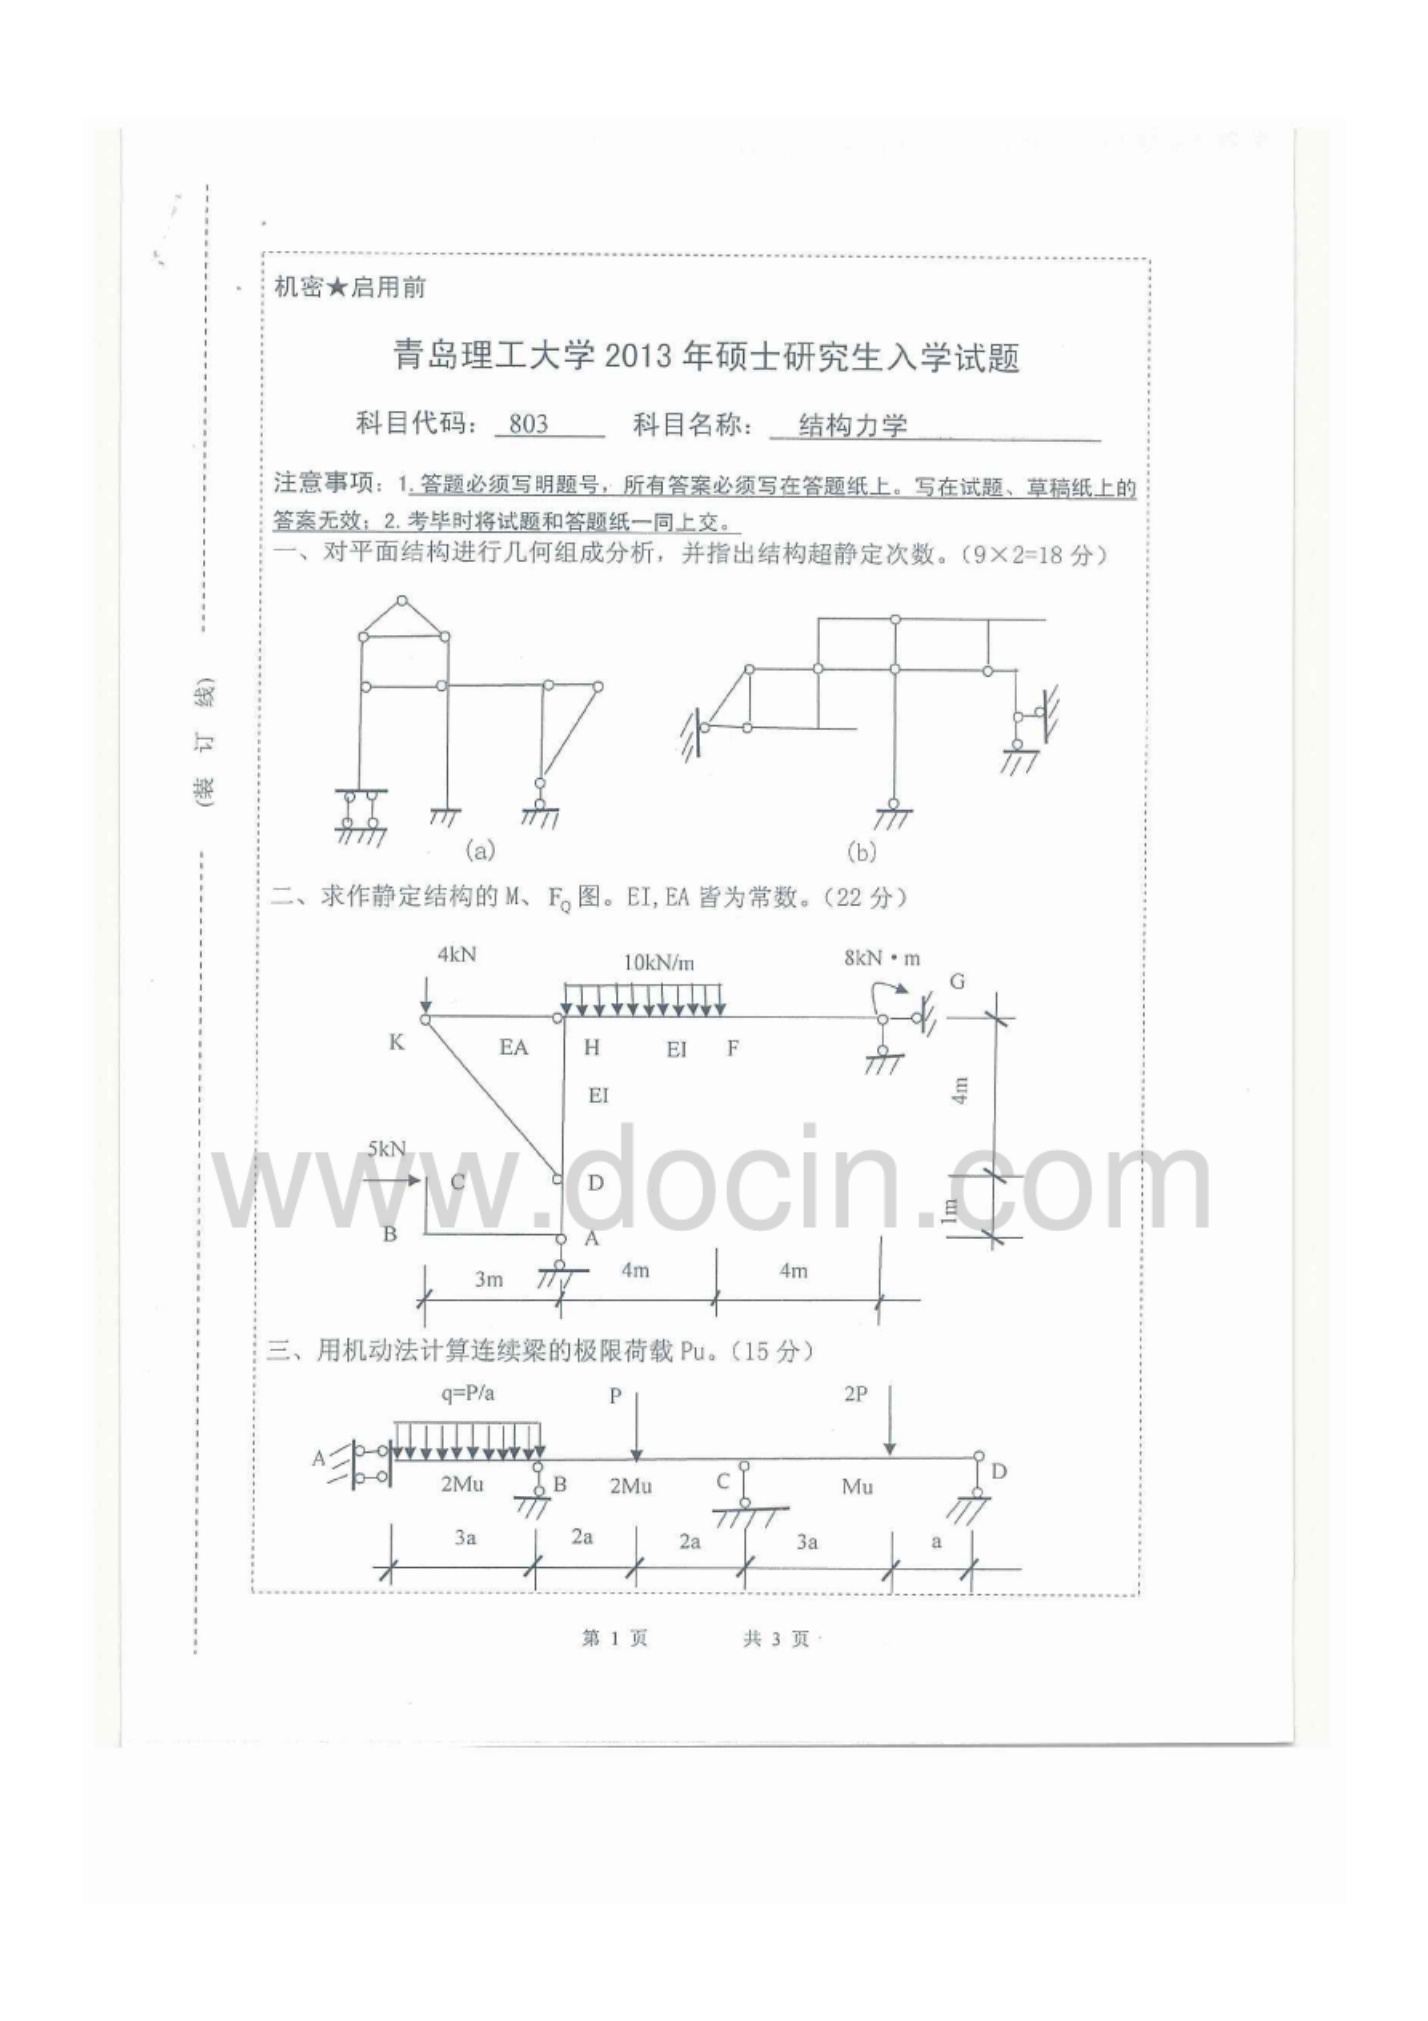 机密★启用前
青岛理工大学 2013 年硕士研究生入学试题
科目代码： 803 科目名称： 结构力学
注意事项：1.答题必须写明题号，所有答案必须写在答题纸上。写在试题、草稿纸上的
答案无效；2.考毕时将试题和答题纸一同上交。
一、对平面结构进行几何组成分析，并指出结构超静定次数。（9×2=18 分）
(a)
(b)
（装 订 线）
二、求作静定结构的 M、 FQ 图。EI,EA 皆为常数。（22 分）
4kN
10kN/m
8kN·m
G
K
EA
H
EI
F
EI
4m
5kN
C
D
B
A
1m
3m
4m
4m
www.docin.com
三、用机动法计算连续梁的极限荷载 Pu。（15 分）
q=P/a
P
2P
A
2Mu
B
2Mu
C
Mu
D
3a
2a
2a
3a
a
第 1 页 共 3 页